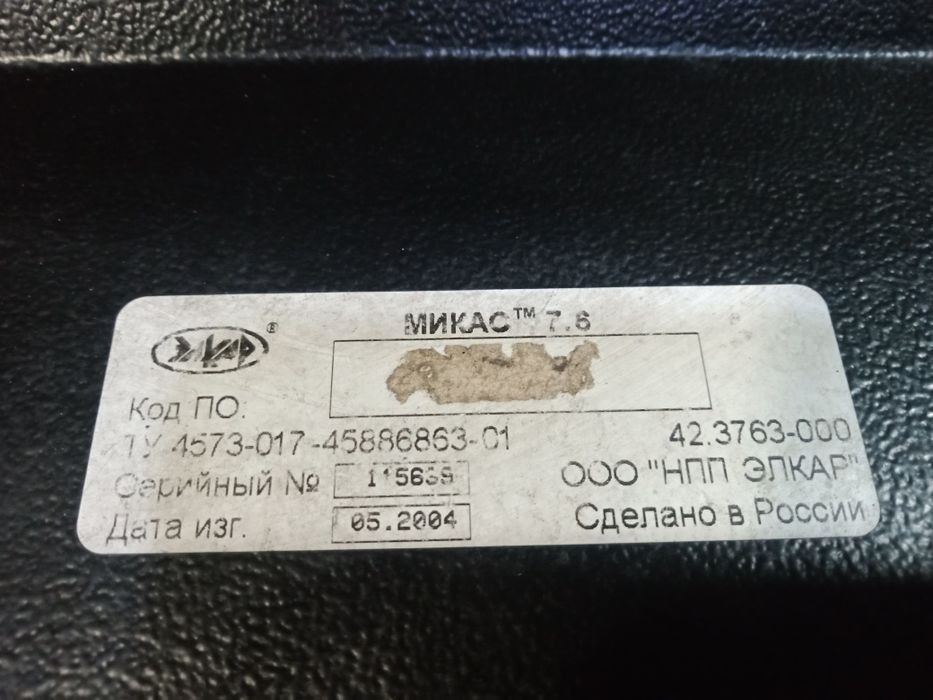 МИКАС™ 7.6
ЭЛКАР®
Код ПО.
ТУ 4573-017-45886863-01
42.3763-000
Серийный №
ООО "НПП ЭЛКАР"
Дата изг. 05.2004
Сделано в России